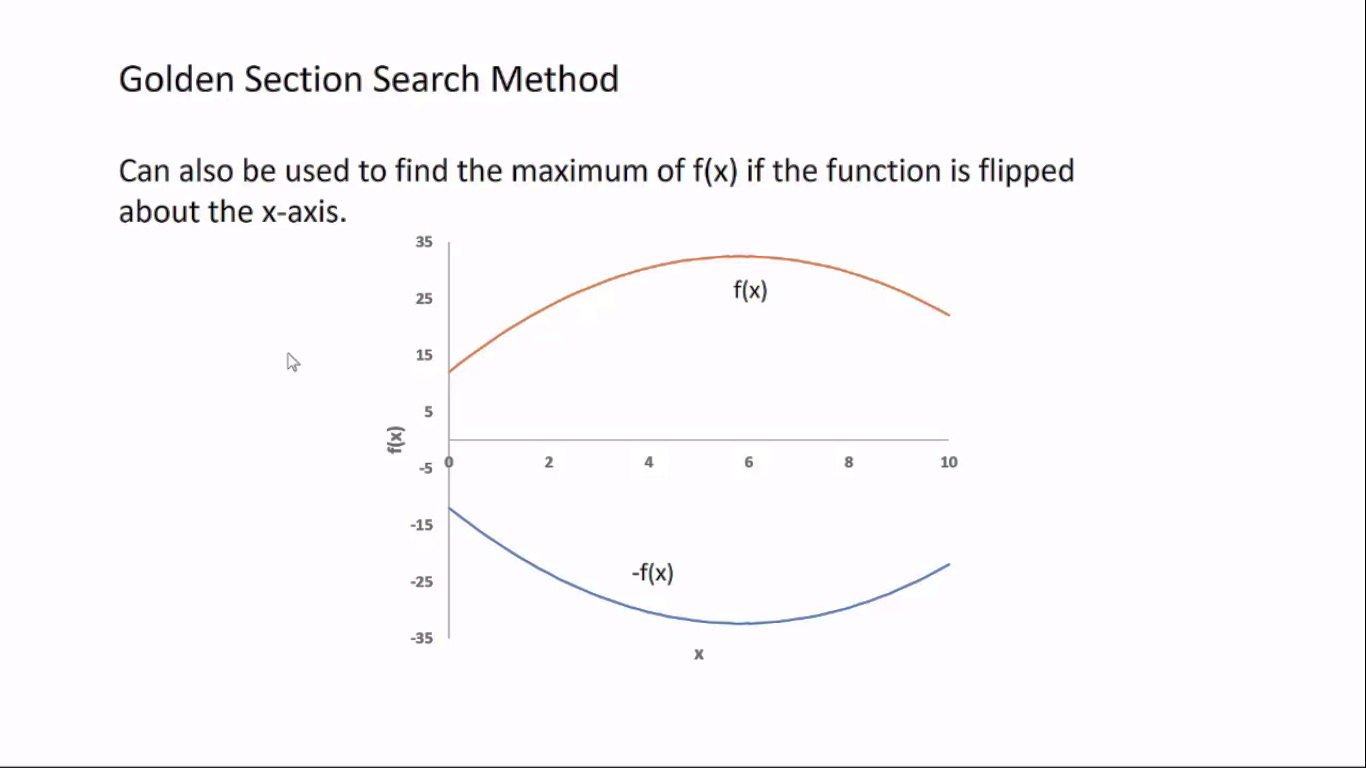 Golden Section Search Method
Can also be used to find the maximum of f(x) if the function is flipped
about the x-axis.
35
25
15
5
-5
-15
-25
-35
f(x)
0 2 4 6 8 10
x
f(x)
-f(x)